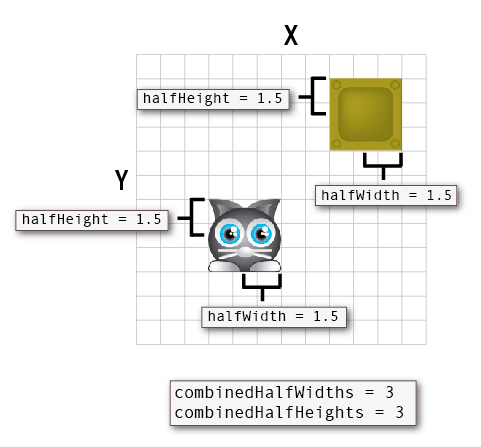 X
halfHeight = 1.5
Y
halfWidth = 1.5
halfHeight = 1.5
halfWidth = 1.5
combinedHalfWidths = 3
combinedHalfHeights = 3